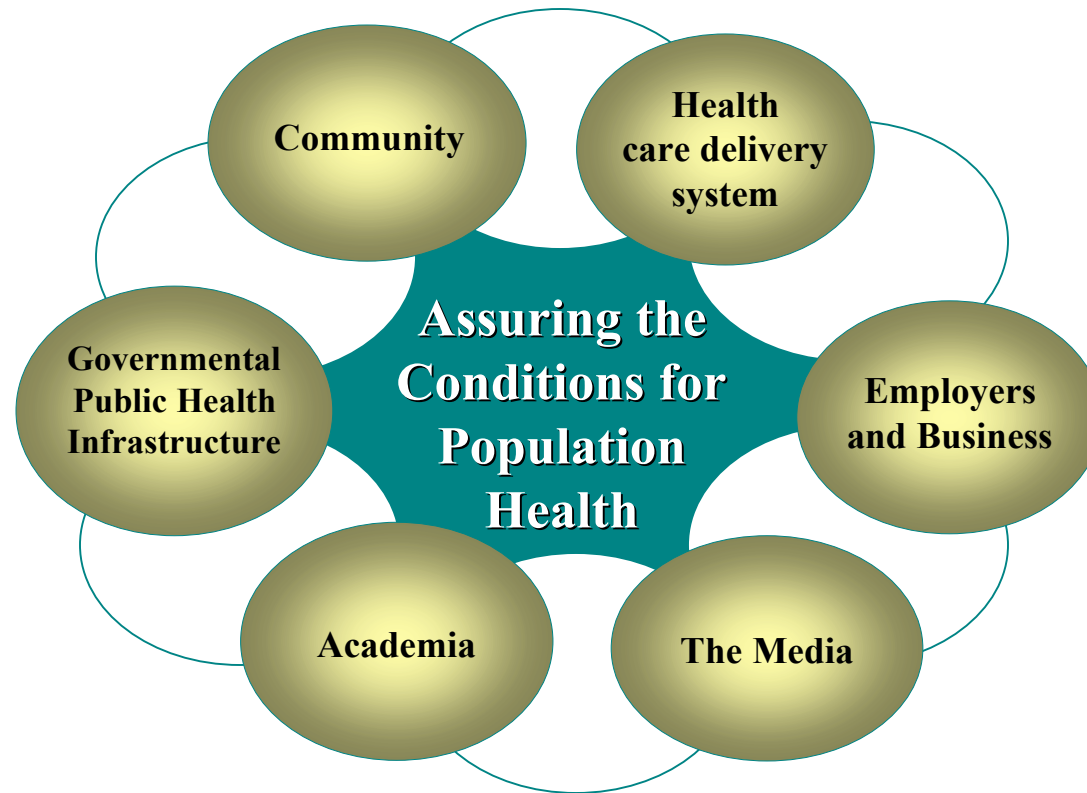 Community
Health
care delivery
system
Assuring the
Conditions for
Population
Health
Governmental
Public Health
Infrastructure
Employers
and Business
Academia
The Media